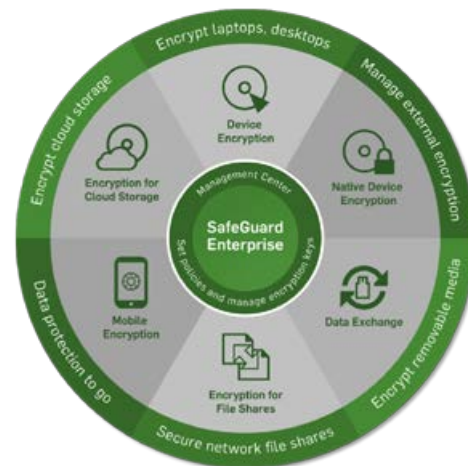 Encrypt laptops, desktops
Manage external encryption
Encrypt removable media
Secure network file shares
Data protection to go
Encrypt cloud storage
Device
Encryption
Native Device
Encryption
Data Exchange
Encryption for
File Shares
Mobile
Encryption
Encryption for
Cloud Storage
Management Center
SafeGuard
Enterprise
Set policies and manage encryption keys